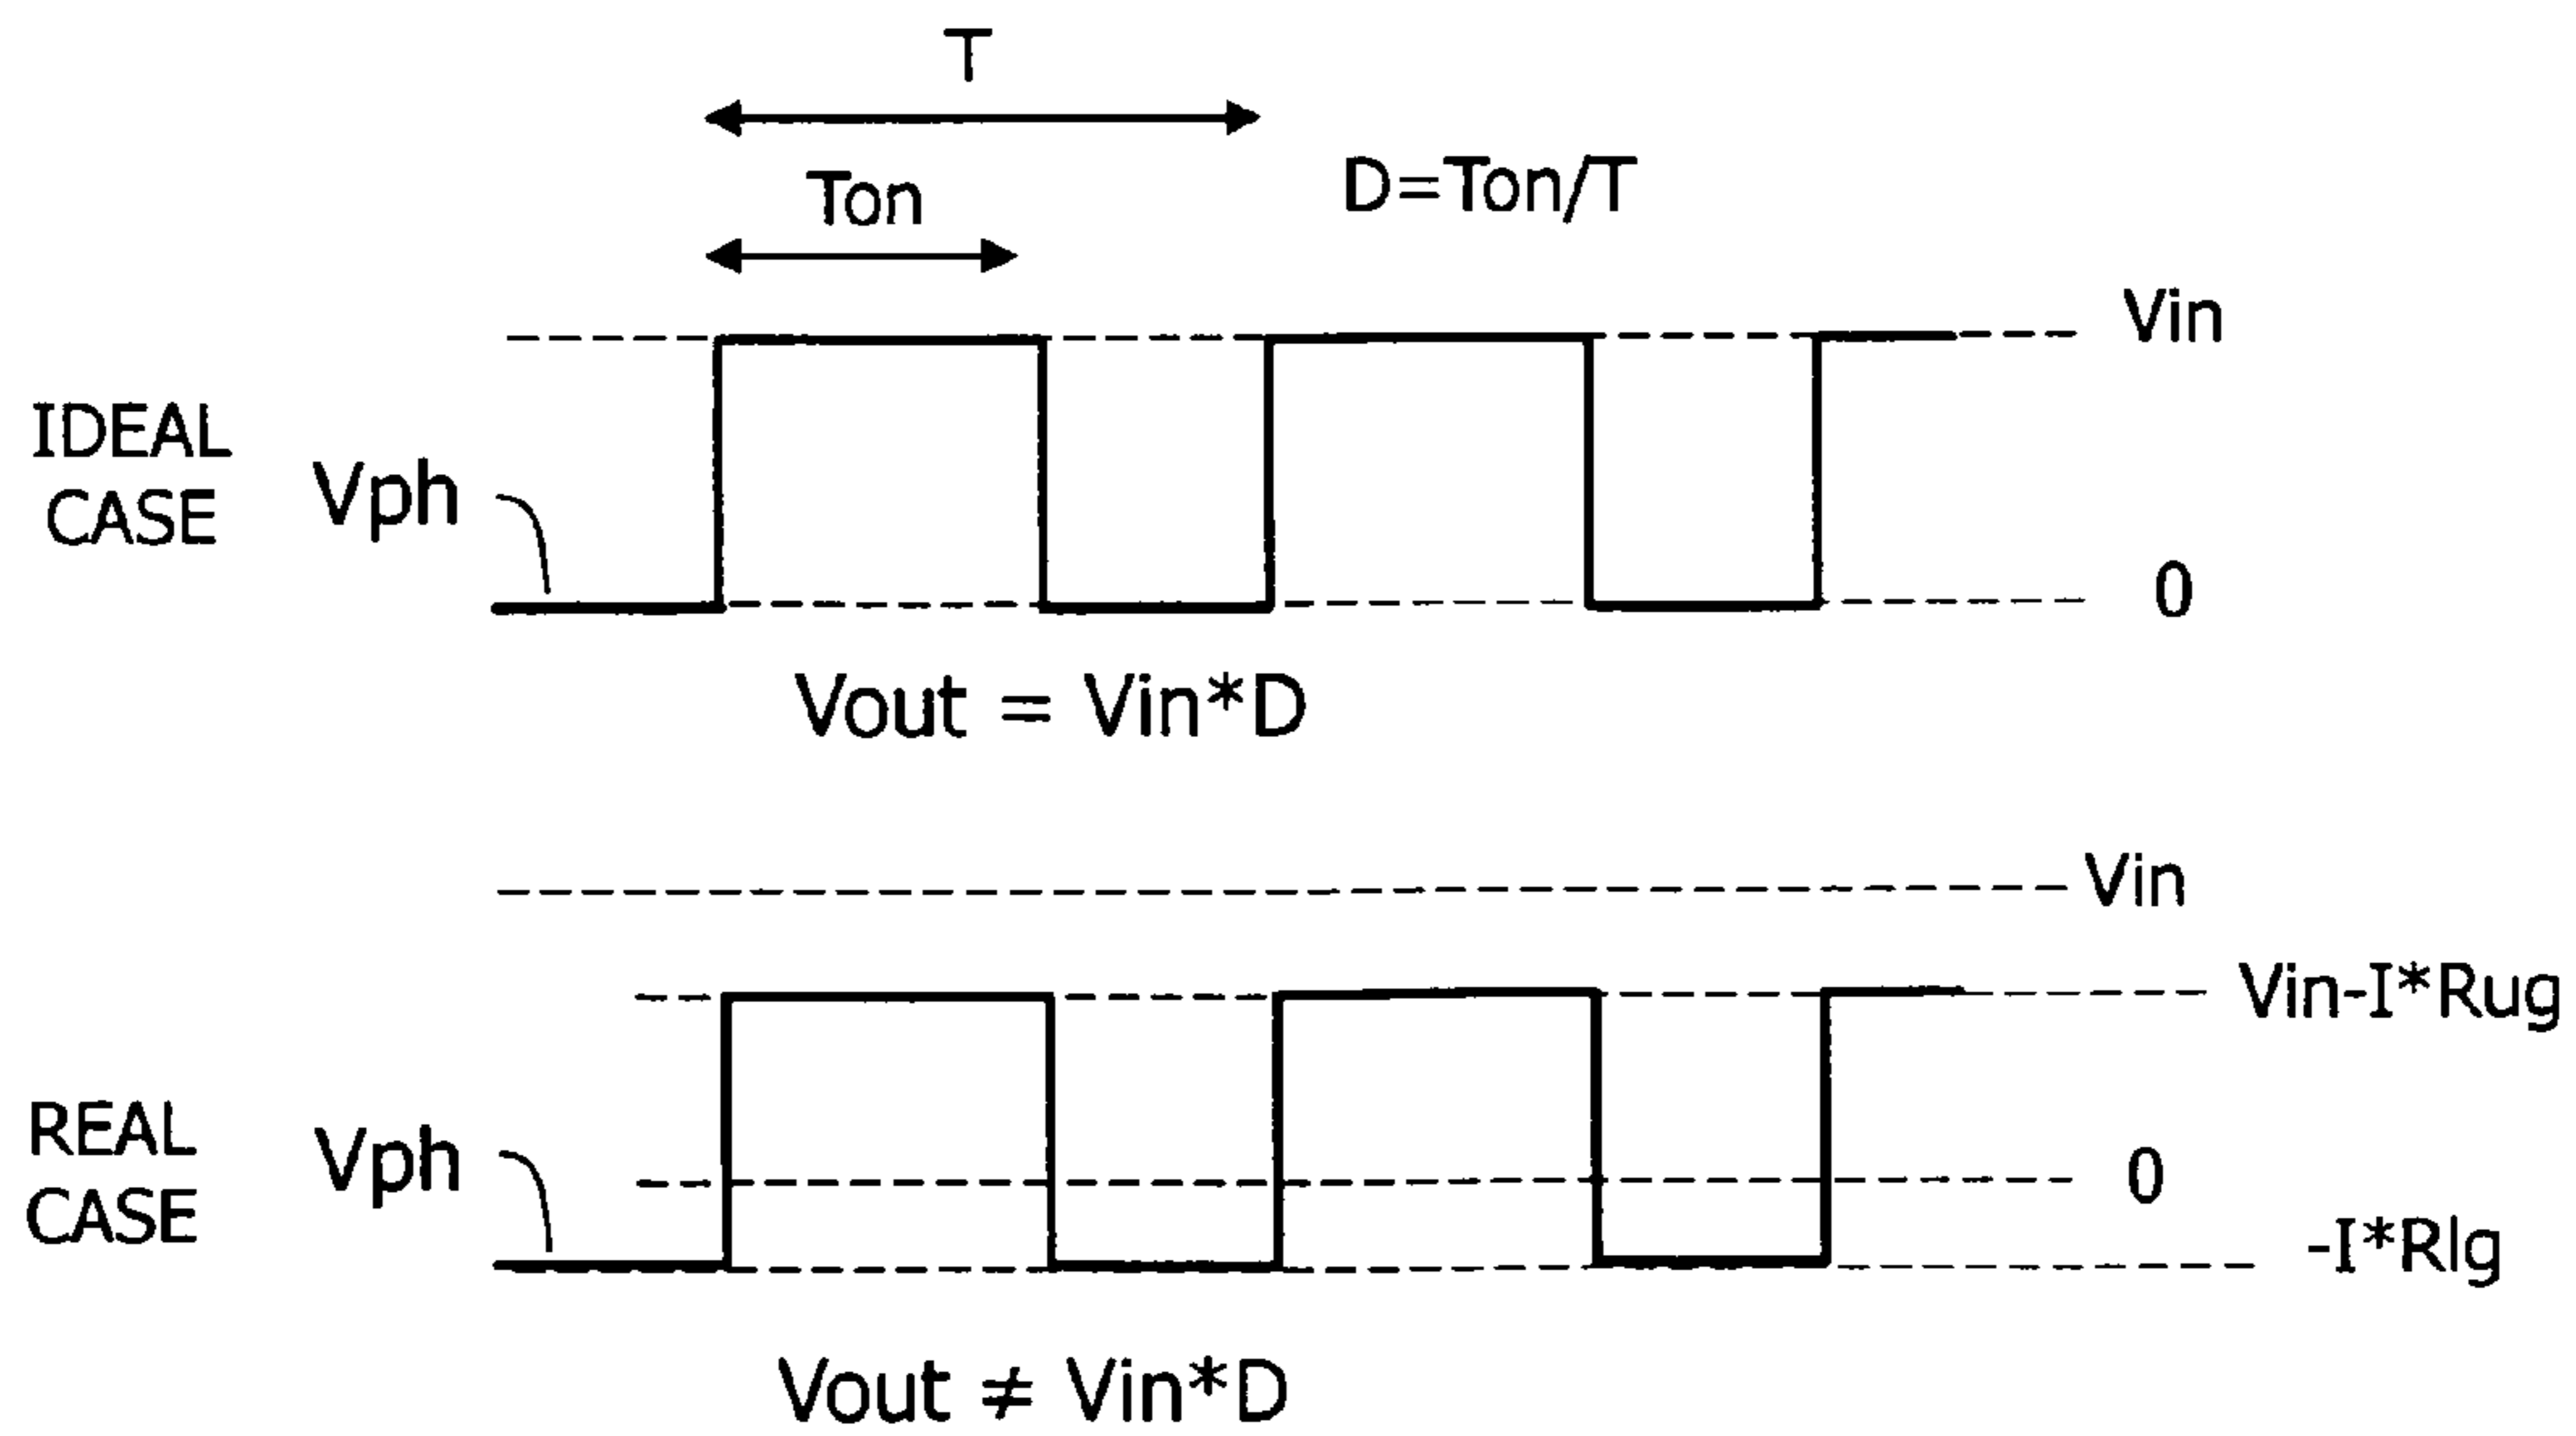 T
Ton
D=Ton/T
Vin
IDEAL
CASE
Vph
0
Vout = Vin*D
Vin
Vin-I*Rug
REAL
CASE
Vph
0
-I*Rlg
Vout ≠ Vin*D